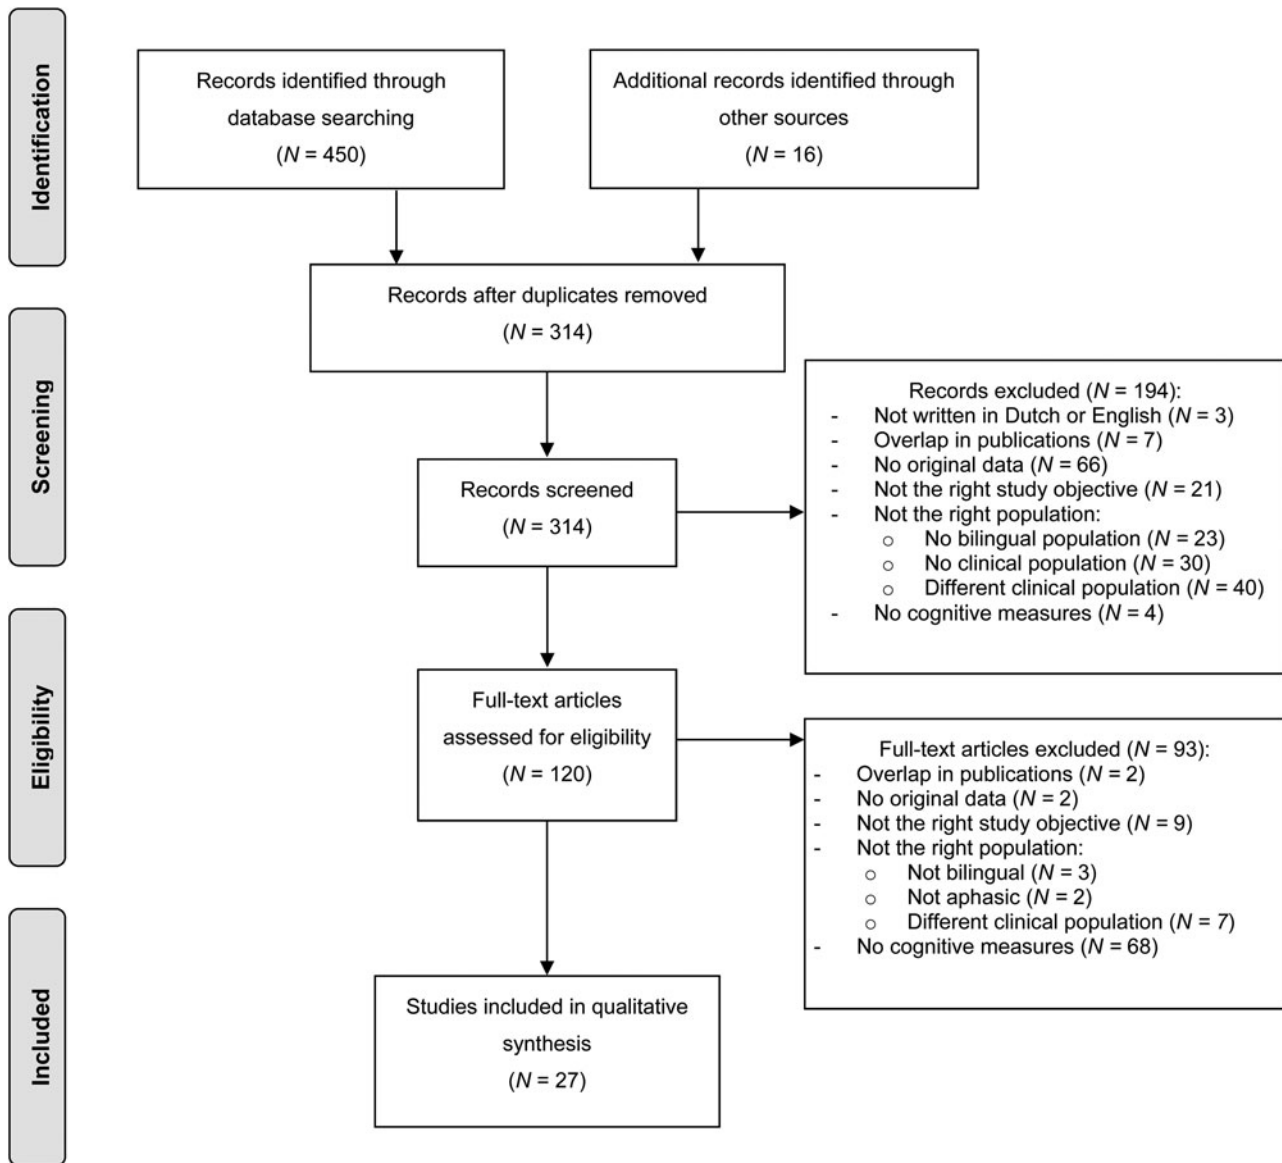 Identification
Records identified through
database searching
(N = 450)
Additional records identified through
other sources
(N = 16)
Records after duplicates removed
(N = 314)
Screening
Records screened
(N = 314)
Records excluded (N = 194):
- Not written in Dutch or English (N = 3)
- Overlap in publications (N = 7)
- No original data (N = 66)
- Not the right study objective (N = 21)
- Not the right population:
o No bilingual population (N = 23)
o No clinical population (N = 30)
o Different clinical population (N = 40)
- No cognitive measures (N = 4)
Eligibility
Full-text articles
assessed for eligibility
(N = 120)
Full-text articles excluded (N = 93):
- Overlap in publications (N = 2)
- No original data (N = 2)
- Not the right study objective (N = 9)
- Not the right population:
o Not bilingual (N = 3)
o Not aphasic (N = 2)
o Different clinical population (N = 7)
- No cognitive measures (N = 68)
Included
Studies included in qualitative
synthesis
(N = 27)